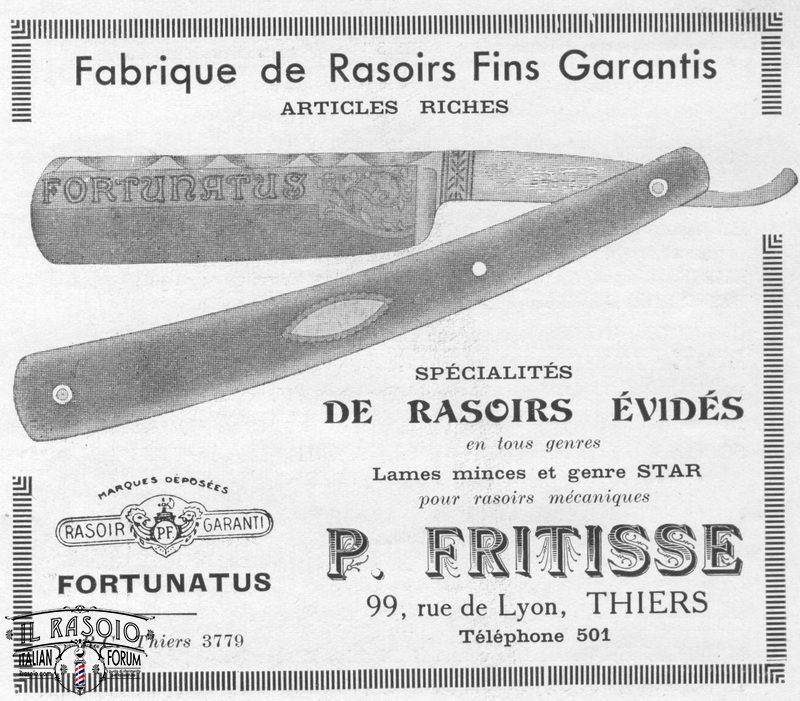 Fabrique de Rasoirs Fins Garantis
ARTICLES RICHES
FORTUNATUS
SPÉCIALITÉS
DE RASOIRS ÉVIDÉS
en tous genres
Lames minces et genre STAR
pour rasoirs mécaniques
P. FRITISSE
99, rue de Lyon, THIERS
Téléphone 501
MARQUES DÉPOSÉES
RASOIR PF GARANTI
FORTUNATUS
Thiers 3779
IL RASOIO
ITALIAN FORUM